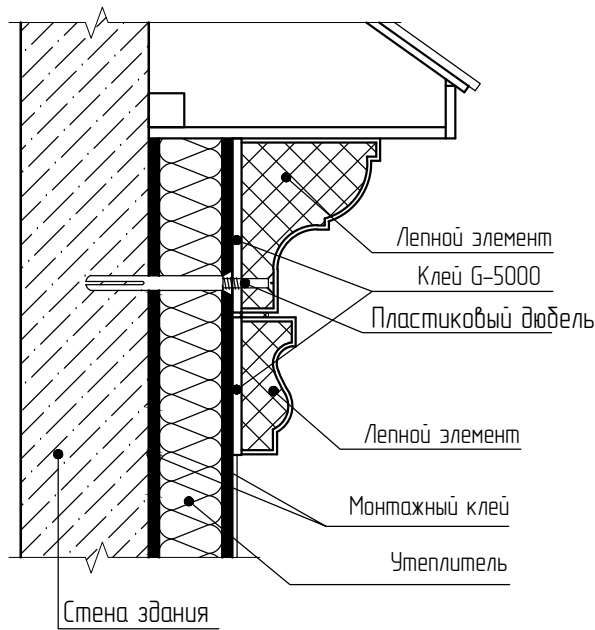 Лепной элемент
Клей G-5000
Пластиковый дюбель
Лепной элемент
Монтажный клей
Утеплитель
Стена здания